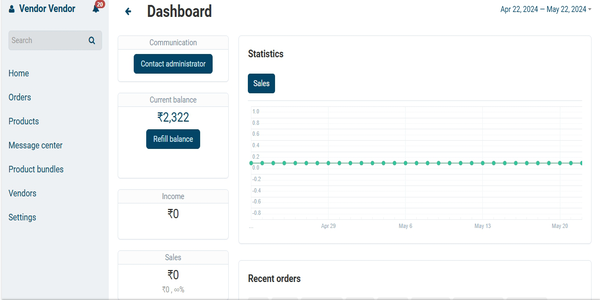 Vendor Vendor
20
Dashboard
Apr 22, 2024 — May 22, 2024
Search
Home
Orders
Products
Message center
Product bundles
Vendors
Settings
Communication
Contact administrator
Current balance
₹2,322
Refill balance
Income
₹0
Sales
₹0
₹0 , ∞%
Statistics
Sales
1.0
0.8
0.6
0.4
0.2
0.0
-0.2
-0.4
-0.6
-0.8
...
Apr 29
May 6
May 13
May 20
Recent orders